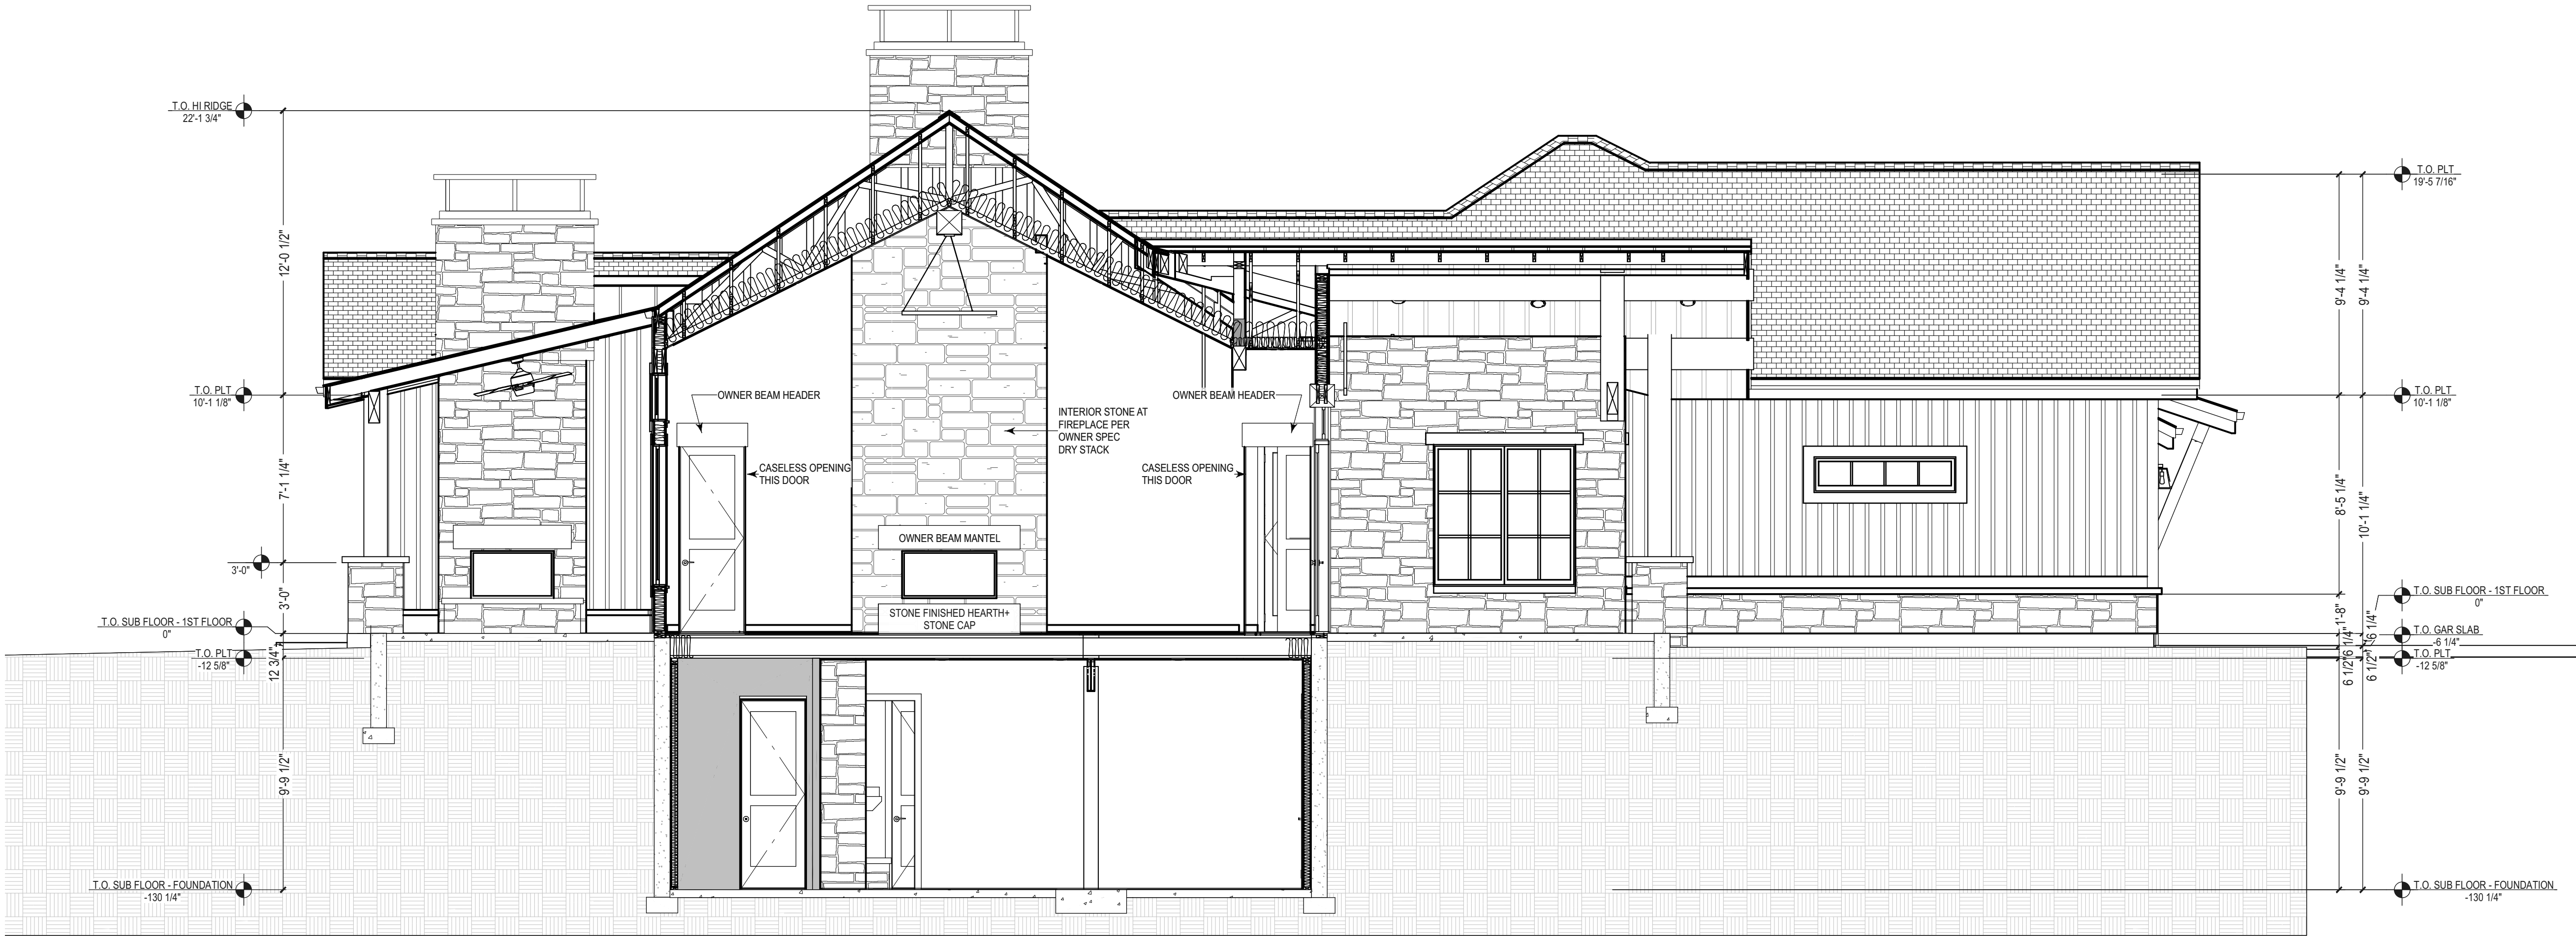 T.O. HI RIDGE
22'-1 3/4"
12'-0 1/2"
T.O. PLT
10'-1 1/8"
7'-1 1/4"
3'-0"
3'-0"
T.O. SUB FLOOR - 1ST FLOOR
0"
T.O. PLT
-12 5/8"
12 3/4"
9'-9 1/2"
T.O. SUB FLOOR - FOUNDATION
-130 1/4"
OWNER BEAM HEADER
CASELESS OPENING
THIS DOOR
INTERIOR STONE AT
FIREPLACE PER
OWNER SPEC
DRY STACK
OWNER BEAM MANTEL
STONE FINISHED HEARTH+
STONE CAP
OWNER BEAM HEADER
CASELESS OPENING
THIS DOOR
T.O. PLT
19'-5 7/16"
9'-4 1/4"
9'-4 1/4"
T.O. PLT
10'-1 1/8"
8'-5 1/4"
10'-1 1/4"
T.O. SUB FLOOR - 1ST FLOOR
0"
1'-8"
6 1/4"
6 1/4"
T.O. GAR SLAB
-6 1/4"
T.O. PLT
-12 5/8"
6 1/2"
6 1/2"
9'-9 1/2"
9'-9 1/2"
T.O. SUB FLOOR - FOUNDATION
-130 1/4"